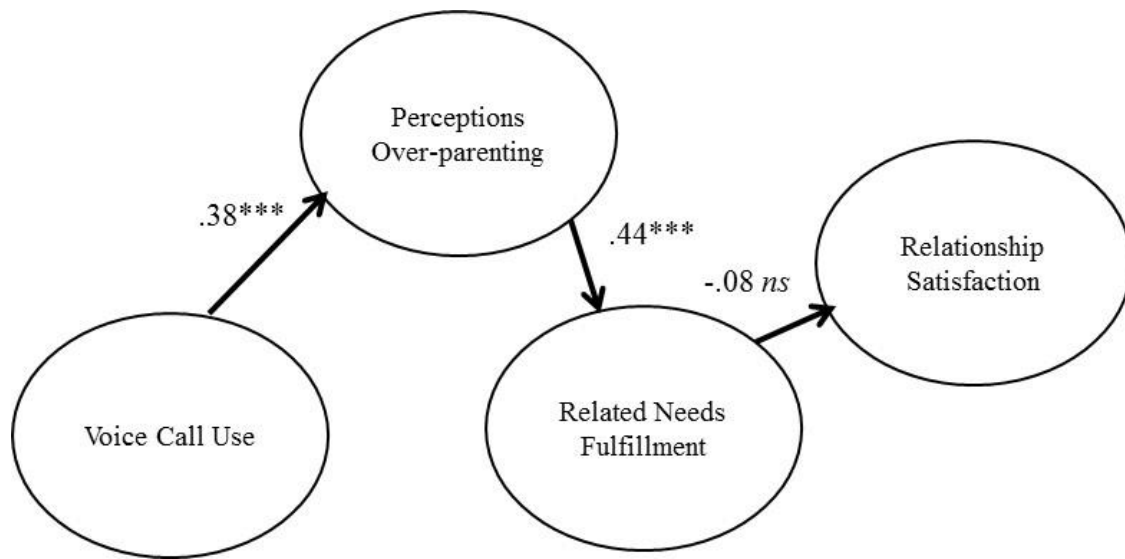 Perceptions
Over-parenting
.38***
.44***
-.08 ns
Relationship
Satisfaction
Voice Call Use
Related Needs
Fulfillment